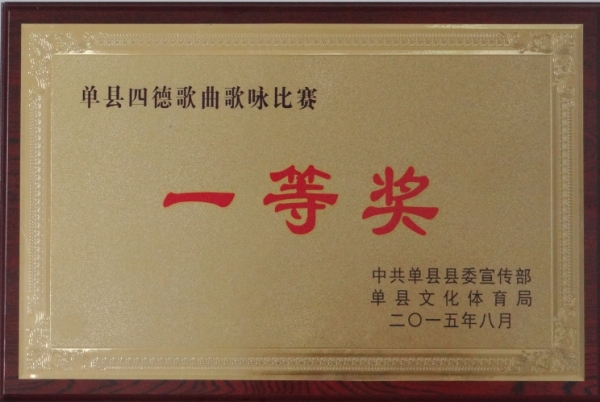 单县四德歌曲歌咏比赛
一等奖
中共单县县委宣传部
单县文化体育局
二〇一五年八月